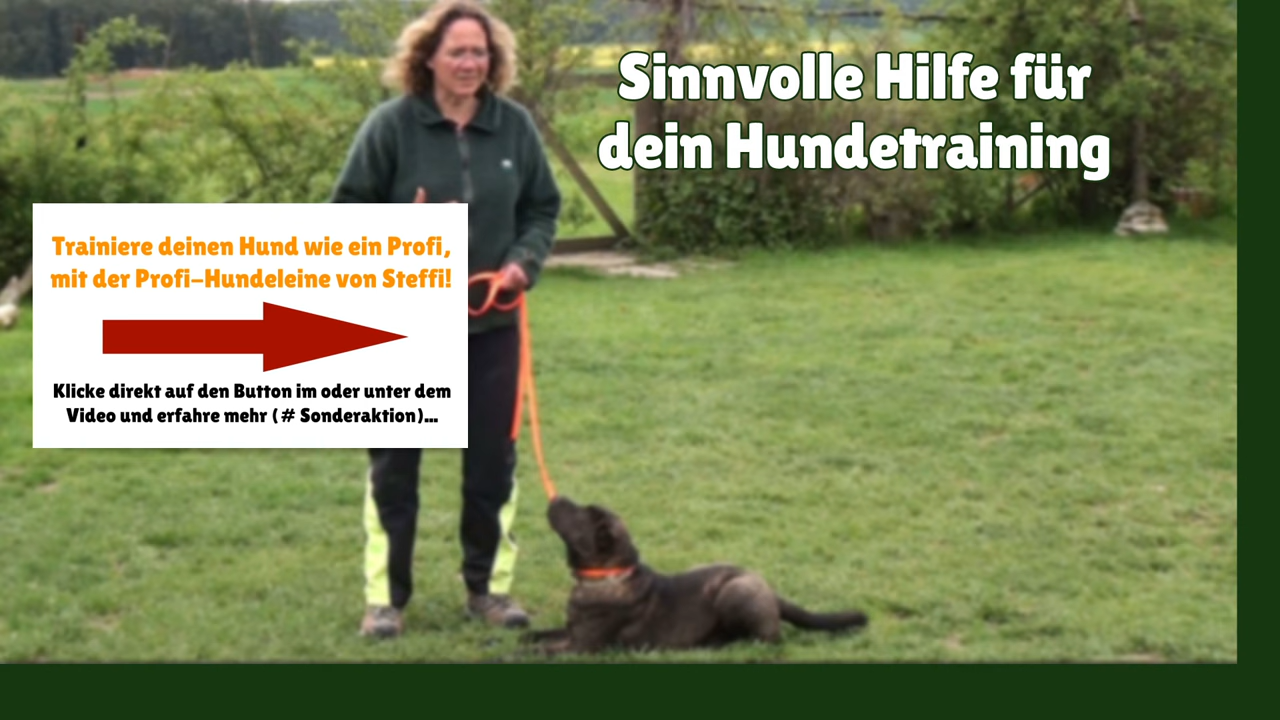 Sinnvolle Hilfe für
dein Hundetraining
Trainiere deinen Hund wie ein Profi,
mit der Profi-Hundeleine von Steffi!
Klicke direkt auf den Button im oder unter dem
Video und erfahre mehr (# Sonderaktion)...